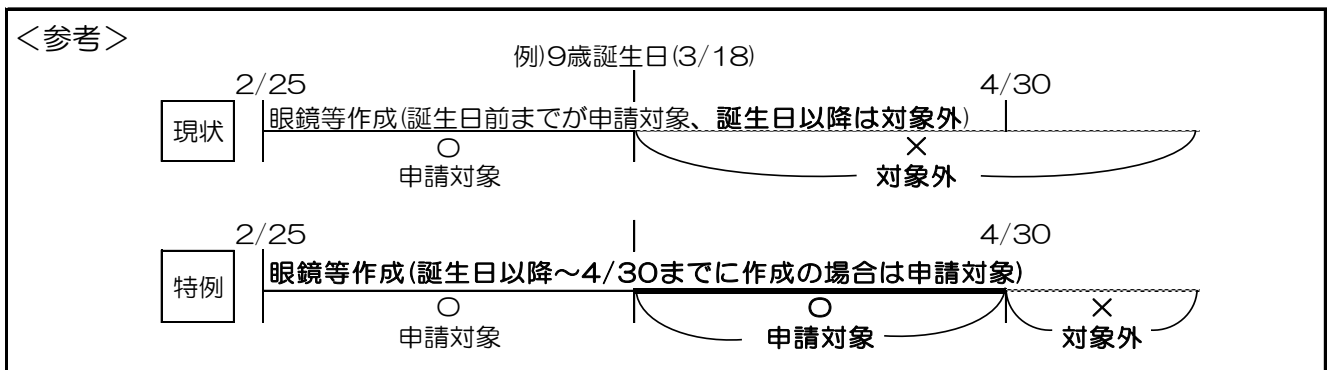 ＜参考＞
例)9歳誕生日(3/18)
2/25
4/30
現状
眼鏡等作成(誕生日前までが申請対象、誕生日以降は対象外)
○
×
申請対象
対象外
2/25
4/30
特例
眼鏡等作成(誕生日以降～4/30までに作成の場合は申請対象)
○
○
×
申請対象
申請対象
対象外